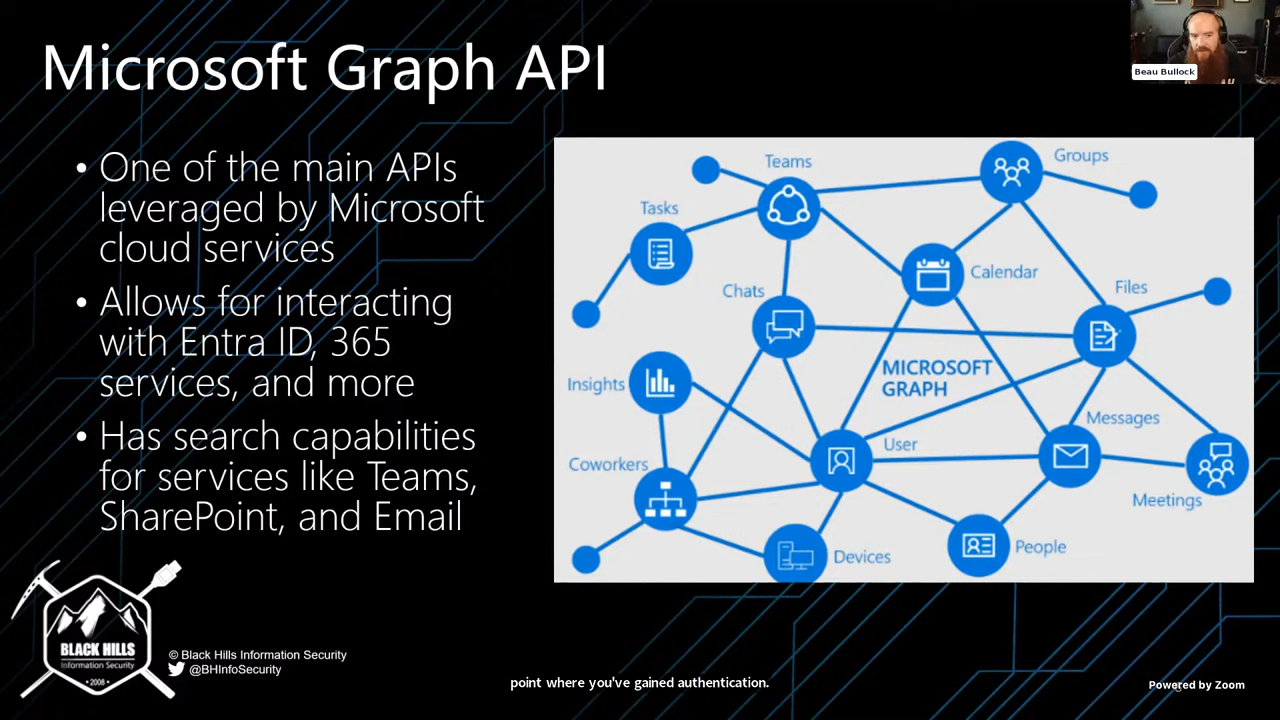 Microsoft Graph API
Beau Bullock
• One of the main APIs
leveraged by Microsoft
cloud services
• Allows for interacting
with Entra ID, 365
services, and more
• Has search capabilities
for services like Teams,
SharePoint, and Email
Teams
Groups
Tasks
Calendar
Chats
Files
MICROSOFT
GRAPH
Insights
Messages
User
Coworkers
Meetings
Devices
People
BLACK HILLS
Information Security
• 2008 •
© Black Hills Information Security
@BHInfoSecurity
point where you've gained authentication.
Powered by Zoom